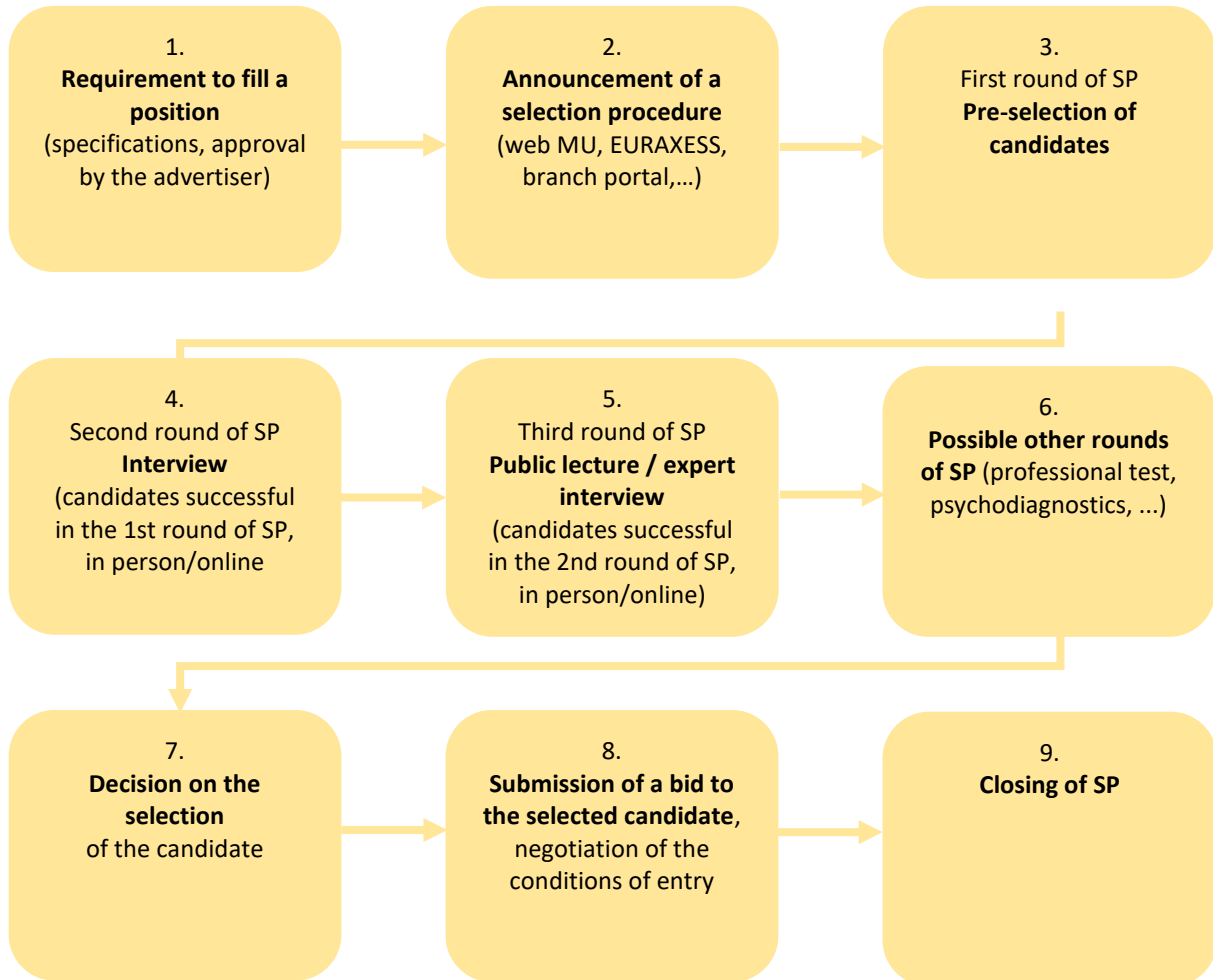 1.
Requirement to fill a
position
(specifications, approval
by the advertiser)
2.
Announcement of a
selection procedure
(web MU, EURAXESS,
branch portal,…)
3.
First round of SP
Pre-selection of
candidates
4.
Second round of SP
Interview
(candidates successful
in the 1st round of SP,
in person/online
5.
Third round of SP
Public lecture / expert
interview
(candidates successful
in the 2nd round of SP,
in person/online)
6.
Possible other rounds
of SP (professional test,
psychodiagnostics, ...)
7.
Decision on the
selection
of the candidate
8.
Submission of a bid to
the selected candidate,
negotiation of the
conditions of entry
9.
Closing of SP